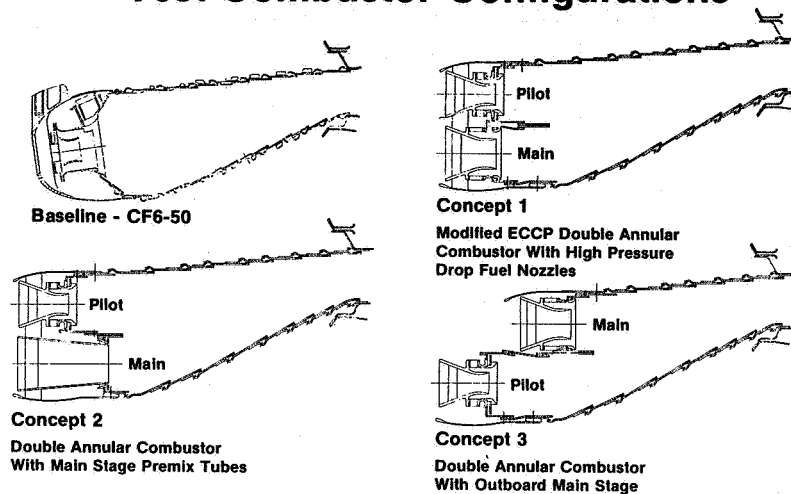 Combustor Configurations
Baseline - CF6-50
Pilot
Main
Concept 1
Modified ECCP Double Annular
Combustor With High Pressure
Drop Fuel Nozzles
Pilot
Main
Concept 2
Double Annular Combustor
With Main Stage Premix Tubes
Main
Pilot
Concept 3
Double Annular Combustor
With Outboard Main Stage